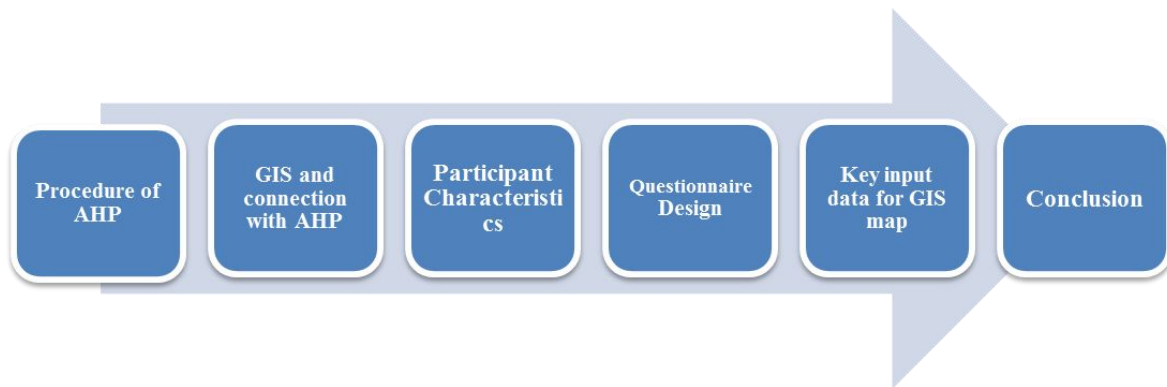 Procedure of
AHP
GIS and
connection
with AHP
Participant
Characteristi
cs
Questionnaire
Design
Key input
data for GIS
map
Conclusion